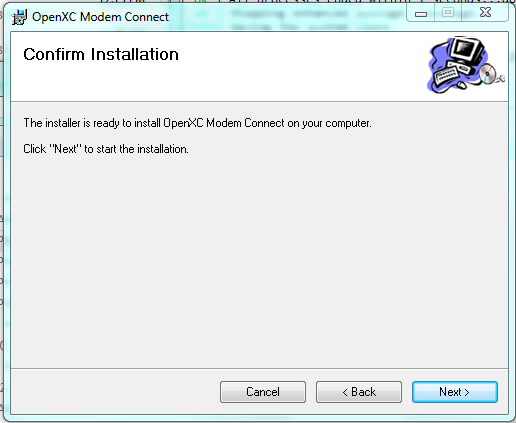 OpenXC Modem Connect
Confirm Installation
The installer is ready to install OpenXC Modem Connect on your computer.
Click "Next" to start the installation.
Cancel
< Back
Next >